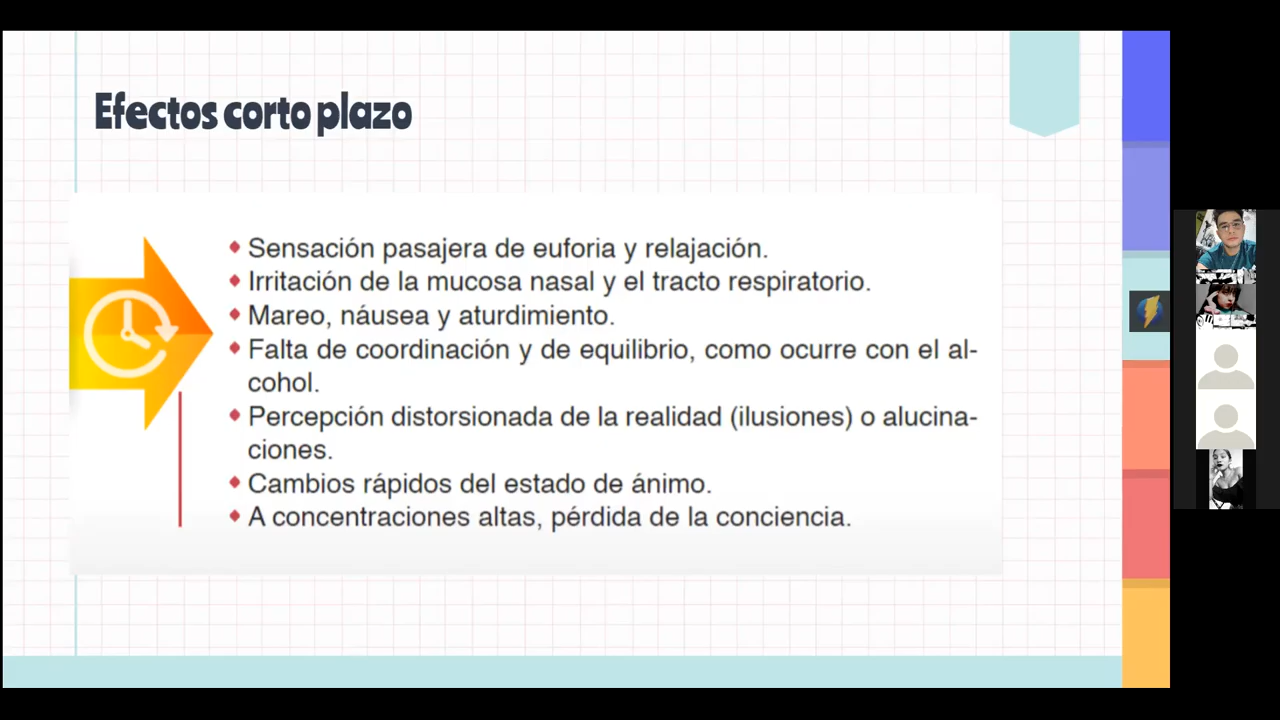 Efectos corto plazo
Sensación pasajera de euforia y relajación.
Irritación de la mucosa nasal y el tracto respiratorio.
Mareo, náusea y aturdimiento.
Falta de coordinación y de equilibrio, como ocurre con el al-
cohol.
Percepción distorsionada de la realidad (ilusiones) o alucina-
ciones.
Cambios rápidos del estado de ánimo.
A concentraciones altas, pérdida de la conciencia.